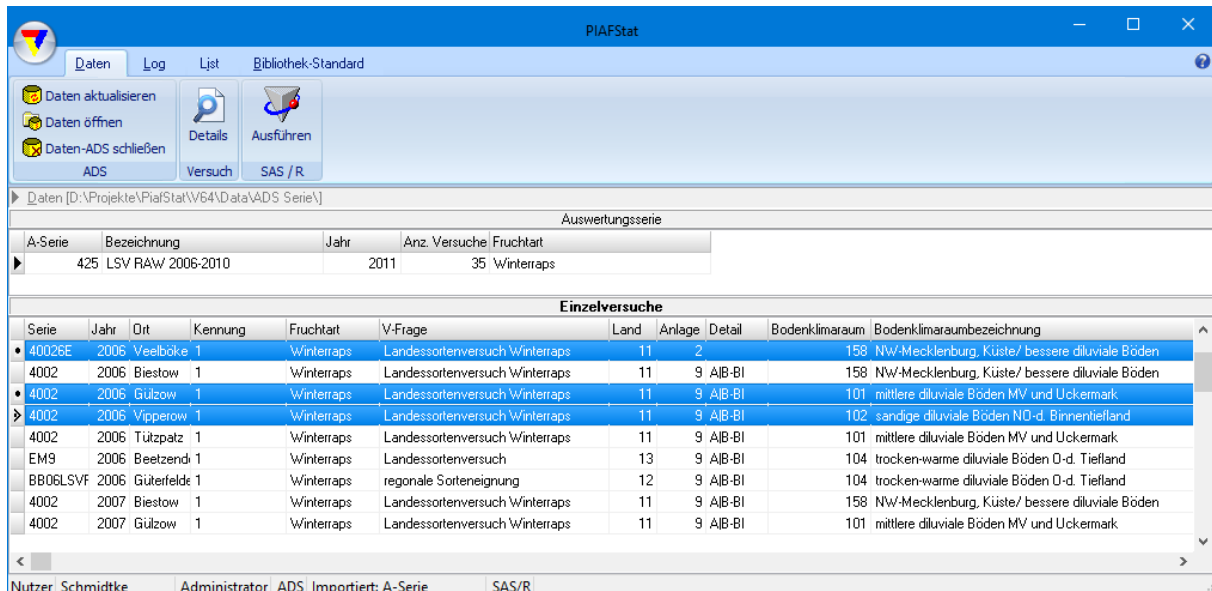 PIAFStat
Daten Log List Bibliothek-Standard
Daten aktualisieren
Daten öffnen
Daten-ADS schließen
Details
Ausführen
ADS Versuch SAS / R
Daten [D:\Projekte\PiafStat\V64\Data\ADS Serie\]
Auswertungsserie
A-Serie Bezeichnung Jahr Anz. Versuche Fruchtart
425 LSV RAW 2006-2010 2011 35 Winterraps
Einzelversuche
Serie Jahr Ort Kennung Fruchtart V-Frage Land Anlage Detail Bodenklimaraum Bodenklimaraumbezeichnung
40026E 2006 Veelböke 1 Winterraps Landessortenversuch Winterraps 11 2 158 NW-Mecklenburg, Küste/ bessere diluviale Böden
4002 2006 Biestow 1 Winterraps Landessortenversuch Winterraps 11 9 A|B-BI 158 NW-Mecklenburg, Küste/ bessere diluviale Böden
4002 2006 Gülzow 1 Winterraps Landessortenversuch Winterraps 11 9 A|B-BI 101 mittlere diluviale Böden MV und Uckermark
4002 2006 Vipperow 1 Winterraps Landessortenversuch Winterraps 11 9 A|B-BI 102 sandige diluviale Böden NO-d. Binnentiefland
4002 2006 Tützpatz 1 Winterraps Landessortenversuch Winterraps 11 9 A|B-BI 101 mittlere diluviale Böden MV und Uckermark
EM9 2006 Beetzend 1 Winterraps Landessortenversuch 13 9 A|B-BI 104 trocken-warme diluviale Böden O-d. Tiefland
BB06LSVF 2006 Güterfelde 1 Winterraps regonale Sorteneignung 12 9 A|B-BI 104 trocken-warme diluviale Böden O-d. Tiefland
4002 2007 Biestow 1 Winterraps Landessortenversuch Winterraps 11 9 A|B-BI 158 NW-Mecklenburg, Küste/ bessere diluviale Böden
4002 2007 Gülzow 1 Winterraps Landessortenversuch Winterraps 11 9 A|B-BI 101 mittlere diluviale Böden MV und Uckermark
Nutzer Schmidtke Administrator ADS Importiert: A-Serie SAS/R